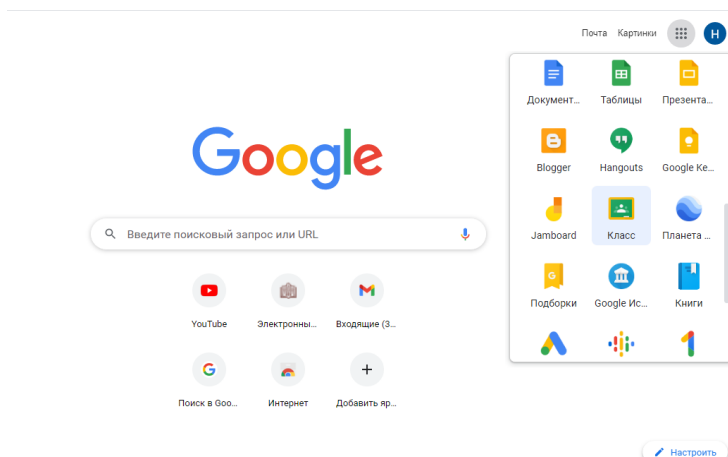 Почта Картинки H
Google
Введите поисковый запрос или URL
YouTube Электронны... Входящие (3...
Поиск в Goo... Интернет Добавить яр...
Документ... Таблицы Презента...
Blogger Hangouts Google Ke...
Jamboard Класс Планета ...
Подборки Google Ис... Книги
Настроить